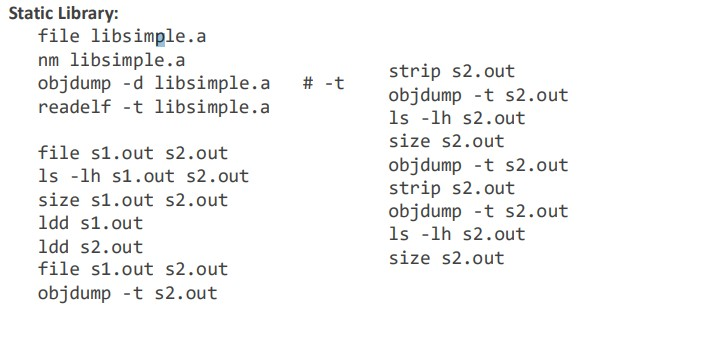 Static Library:
file libsimple.a
nm libsimple.a
objdump -d libsimple.a   # -t
readelf -t libsimple.a
file s1.out s2.out
ls -lh s1.out s2.out
size s1.out s2.out
ldd s1.out
ldd s2.out
file s1.out s2.out
objdump -t s2.out
strip s2.out
objdump -t s2.out
ls -lh s2.out
size s2.out
objdump -t s2.out
strip s2.out
objdump -t s2.out
ls -lh s2.out
size s2.out